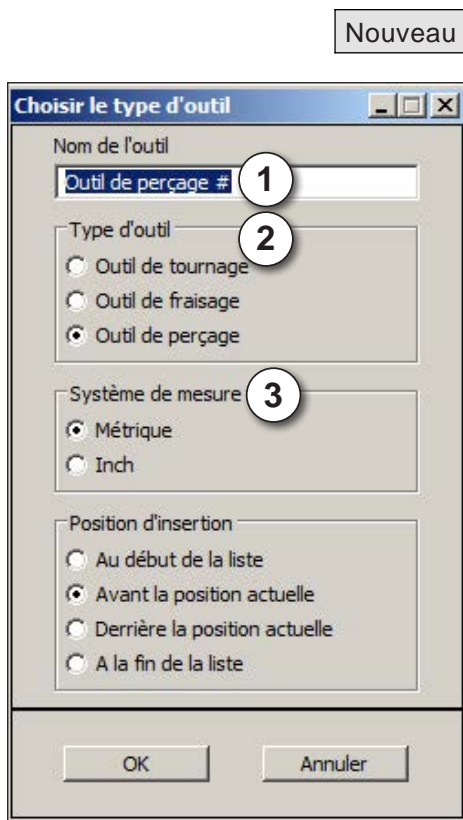 Nouveau
Choisir le type d'outil
Nom de l'outil
Outil de perçage #
1
Type d'outil
2
Outil de tournage
Outil de fraisage
Outil de perçage
Système de mesure
3
Métrique
Inch
Position d'insertion
Au début de la liste
Avant la position actuelle
Derrière la position actuelle
A la fin de la liste
OK
Annuler